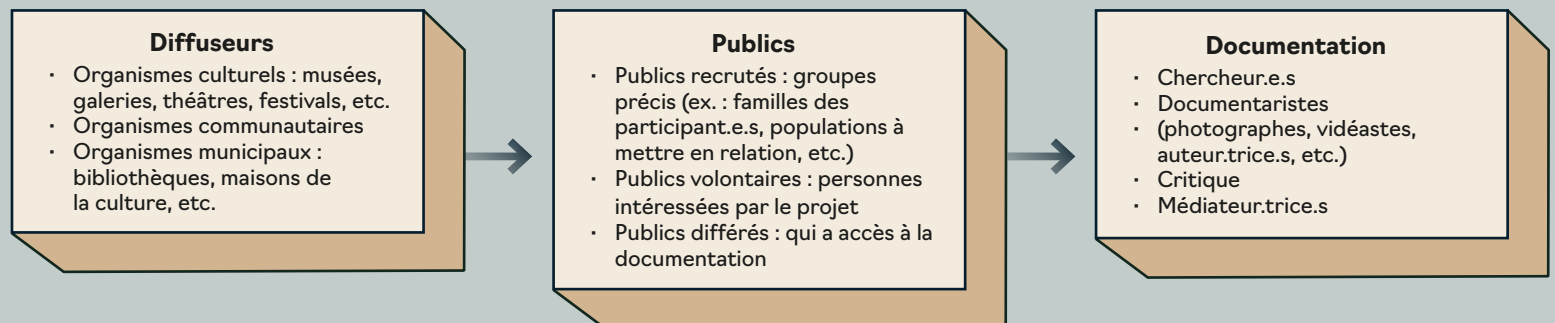 Diffuseurs
· Organismes culturels : musées,
galeries, théâtres, festivals, etc.
· Organismes communautaires
· Organismes municipaux :
bibliothèques, maisons de
la culture, etc.
Publics
· Publics recrutés : groupes
précis (ex. : familles des
participant.e.s, populations à
mettre en relation, etc.)
· Publics volontaires : personnes
intéressées par le projet
· Publics différés : qui a accès à la
documentation
Documentation
· Chercheur.e.s
· Documentaristes
· (photographes, vidéastes,
auteur.trice.s, etc.)
· Critique
· Médiateur.trice.s